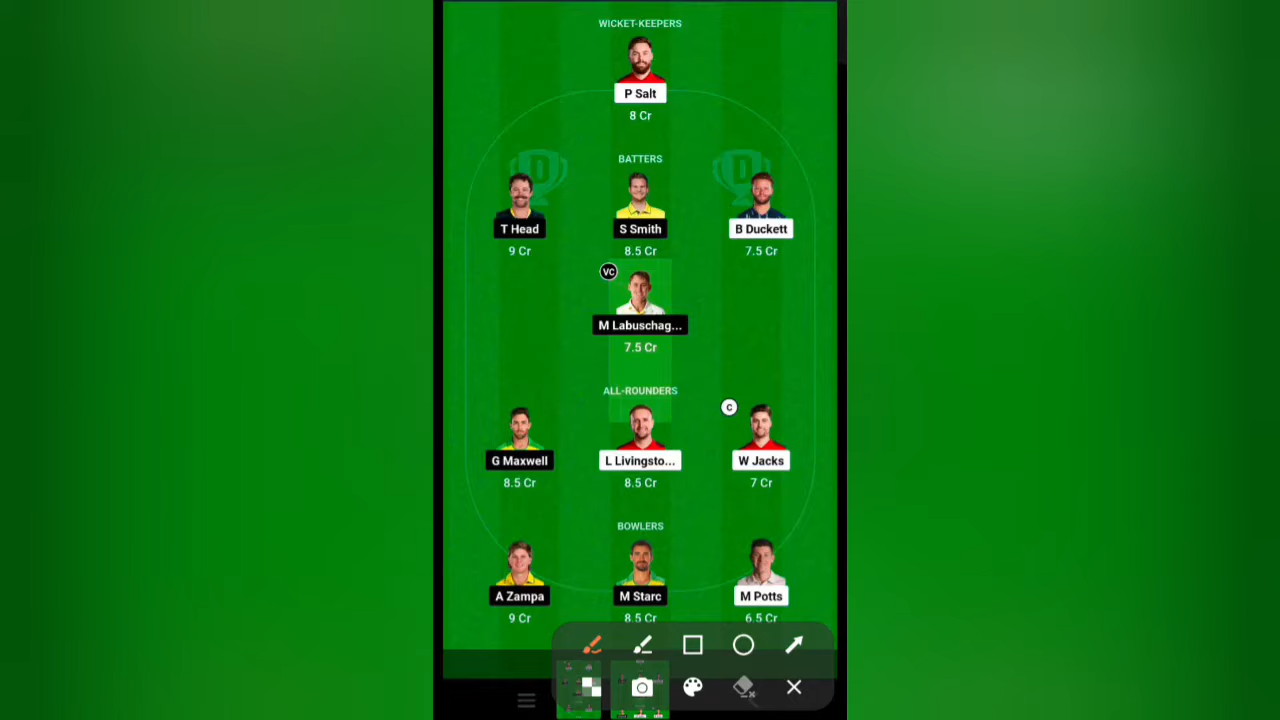 WICKET-KEEPERS
P Salt
8 Cr
BATTERS
D D
T Head S Smith B Duckett
9 Cr 8.5 Cr 7.5 Cr
VC
M Labuschag...
7.5 Cr
ALL-ROUNDERS
C
G Maxwell L Livingsto... W Jacks
8.5 Cr 8.5 Cr 7 Cr
BOWLERS
A Zampa M Starc M Potts
9 Cr 8.5 Cr 6.5 Cr